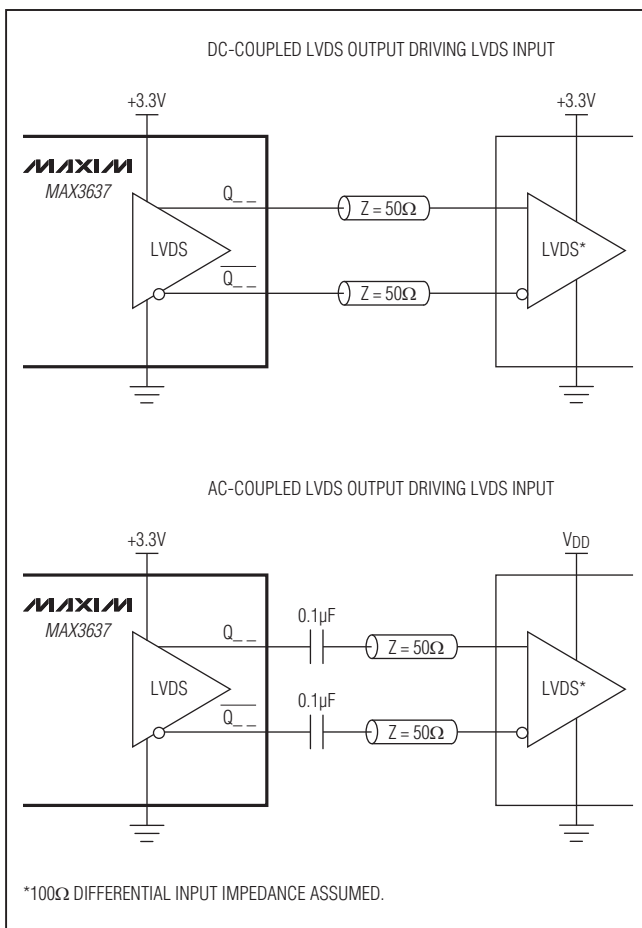 DC-COUPLED LVDS OUTPUT DRIVING LVDS INPUT
+3.3V +3.3V
MAXIM
MAX3637
Q_ _
Z = 50Ω
LVDS LVDS*
Q̅_̅ _̅
Z = 50Ω
AC-COUPLED LVDS OUTPUT DRIVING LVDS INPUT
+3.3V VDD
MAXIM
MAX3637
0.1µF
Q_ _
Z = 50Ω
LVDS LVDS*
0.1µF
Q̅_̅ _̅
Z = 50Ω
*100Ω DIFFERENTIAL INPUT IMPEDANCE ASSUMED.